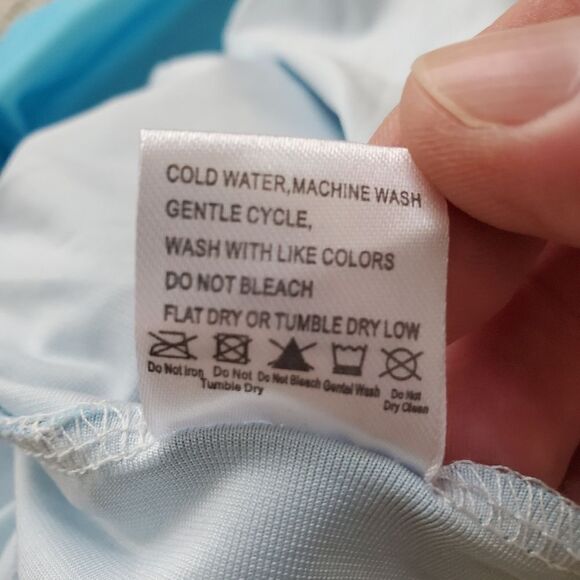 COLD WATER,MACHINE WASH
GENTLE CYCLE,
WASH WITH LIKE COLORS
DO NOT BLEACH
FLAT DRY OR TUMBLE DRY LOW
Do Not Iron Do Not Tumble Dry Do Not Bleach Gental Wash Do Not Dry Clean